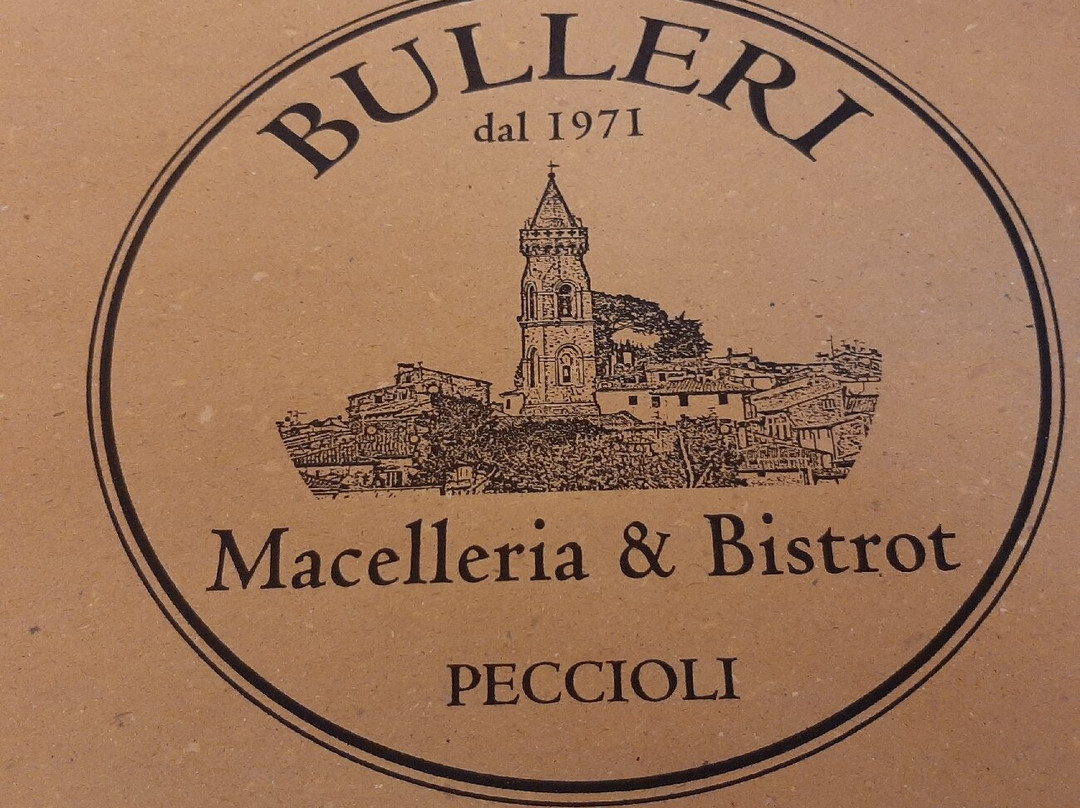 BULLERI
dal 1971
Macelleria & Bistrot
PECCIOLI